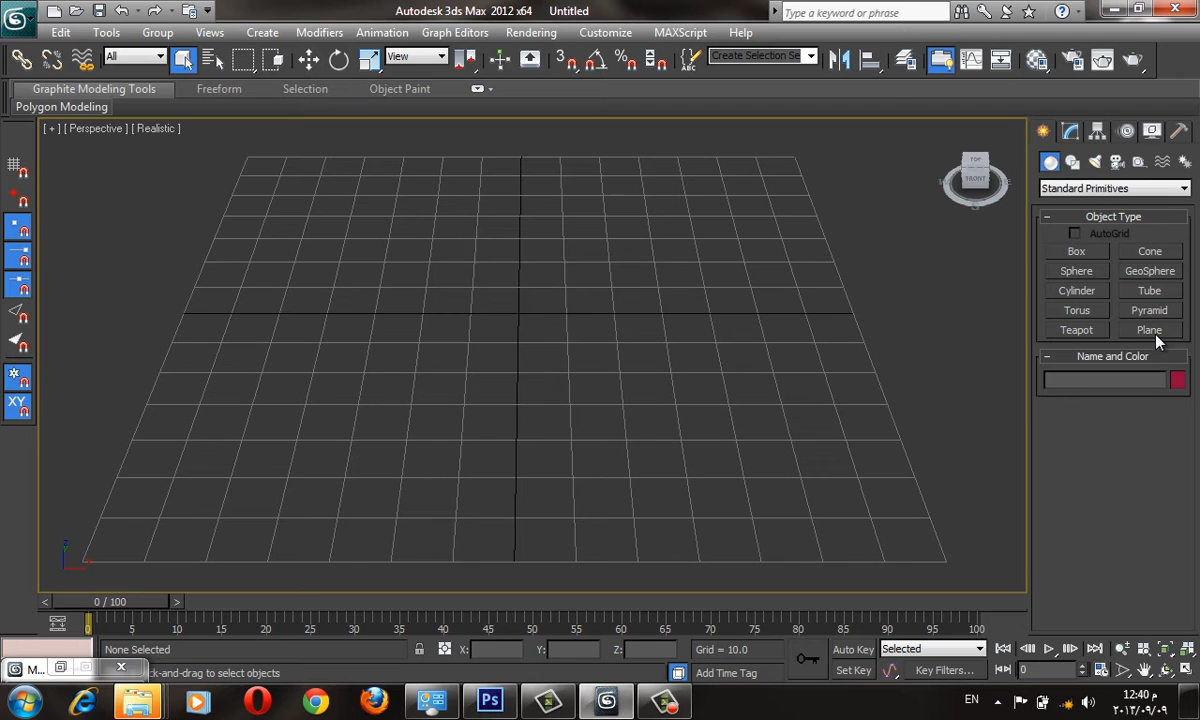 Autodesk 3ds Max 2012 x64 Untitled
Type a keyword or phrase
Edit Tools Group Views Create Modifiers Animation Graph Editors Rendering Customize MAXScript Help
All View 3 Create Selection Se
Graphite Modeling Tools Freeform Selection Object Paint
Polygon Modeling
[ + ] [ Perspective ] [ Realistic ]
TOP
FRONT
Standard Primitives
Object Type
AutoGrid
Box Cone
Sphere GeoSphere
Cylinder Tube
Torus Pyramid
Teapot Plane
Name and Color
XY
0 / 100
0 5 10 15 20 25 30 35 40 45 50 55 60 65 70 75 80 85 90 95 100
None Selected X: Y: Z: Grid = 10.0 Auto Key Selected
M... ck-and-drag to select objects Add Time Tag Set Key Key Filters... 0
Ps EN م 12:40
٢٠١٣/٠٩/٠٩